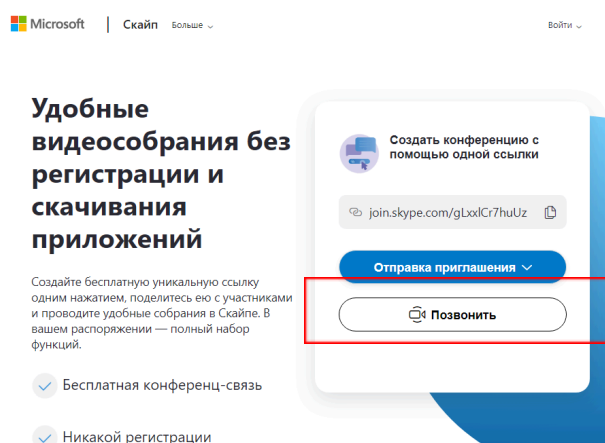 Microsoft Скайп Больше Войти
Удобные
видеособрания без
регистрации и
скачивания
приложений
Создайте бесплатную уникальную ссылку
одним нажатием, поделитесь ею с участниками
и проводите удобные собрания в Скайпе. В
вашем распоряжении — полный набор
функций.
Бесплатная конференц-связь
Никакой регистрации
Создать конференцию с
помощью одной ссылки
join.skype.com/gLxxlCr7huUz
Отправка приглашения
Позвонить